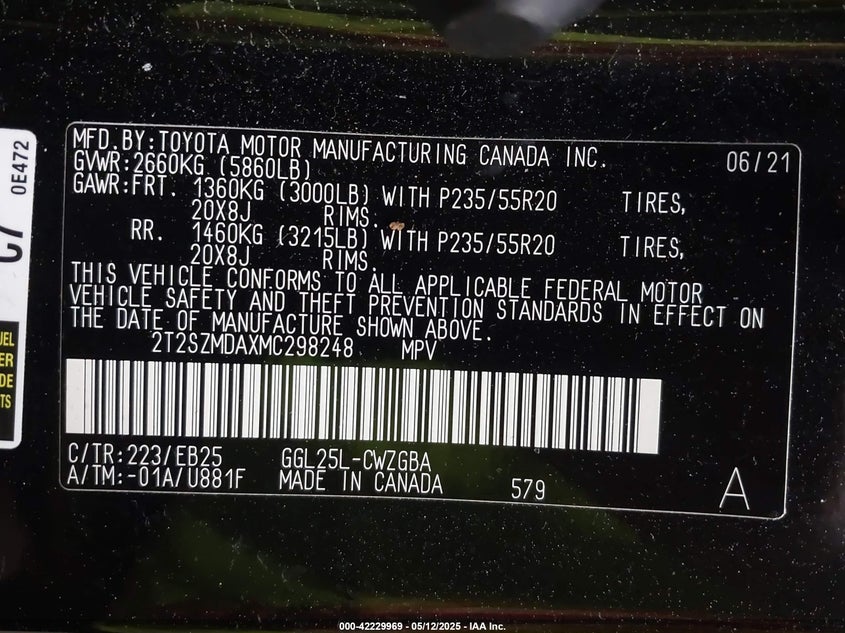 MFD.BY:TOYOTA MOTOR MANUFACTURING CANADA INC. 06/21
GVWR:2660KG (5860LB)
GAWR:FRT. 1360KG (3000LB) WITH P235/55R20 TIRES,
20X8J RIMS.
RR. 1460KG (3215LB) WITH P235/55R20 TIRES,
20X8J RIMS.
THIS VEHICLE CONFORMS TO ALL APPLICABLE FEDERAL MOTOR
VEHICLE SAFETY AND THEFT PREVENTION STANDARDS IN EFFECT ON
THE DATE OF MANUFACTURE SHOWN ABOVE.
2T2SZMDAXMC298248 MPV
C/TR:223/EB25 GGL25L-CWZGBA
A/TM:-01A/U881F MADE IN CANADA 579 A
0E472
000-42229969 - 05/12/2025 - IAA Inc.